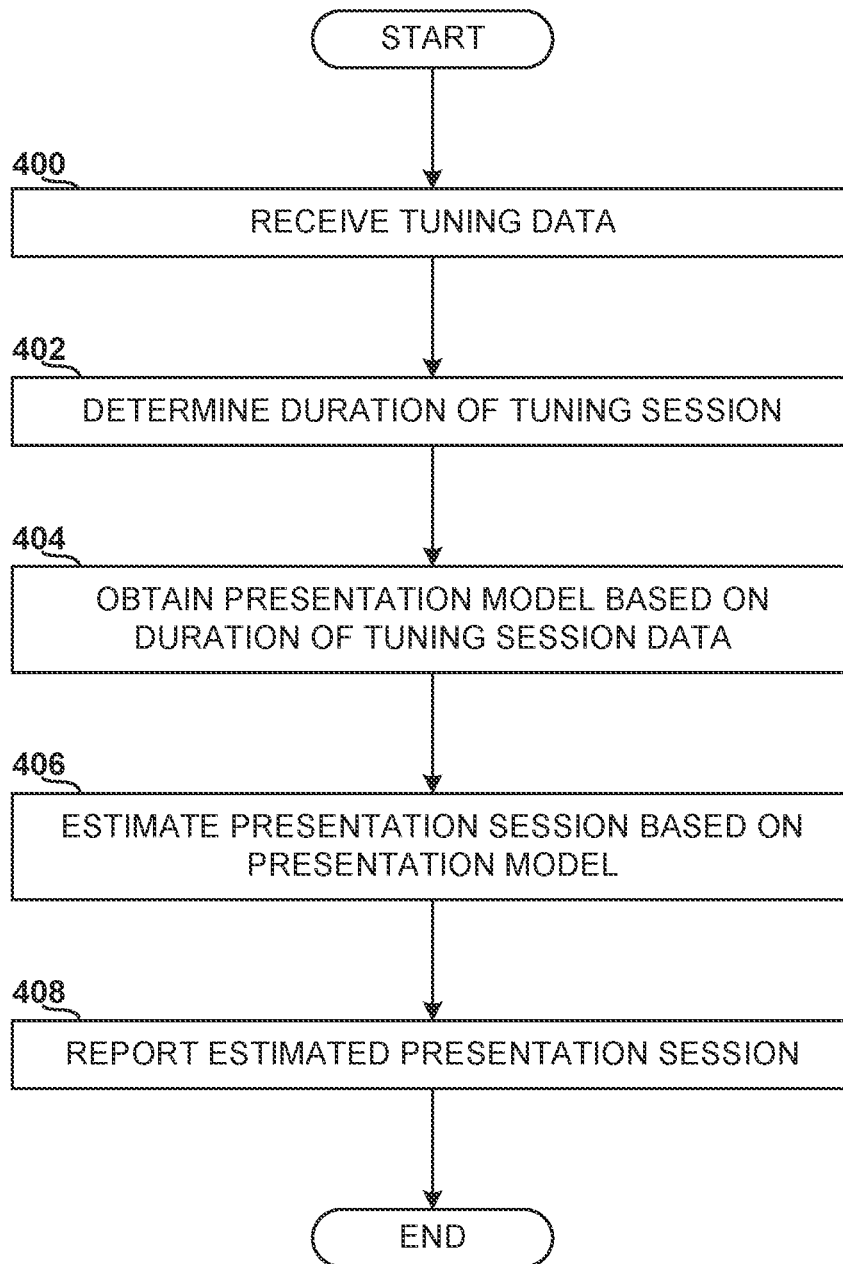 START
400
RECEIVE TUNING DATA
402
DETERMINE DURATION OF TUNING SESSION
404
OBTAIN PRESENTATION MODEL BASED ON
DURATION OF TUNING SESSION DATA
406
ESTIMATE PRESENTATION SESSION BASED ON
PRESENTATION MODEL
408
REPORT ESTIMATED PRESENTATION SESSION
END